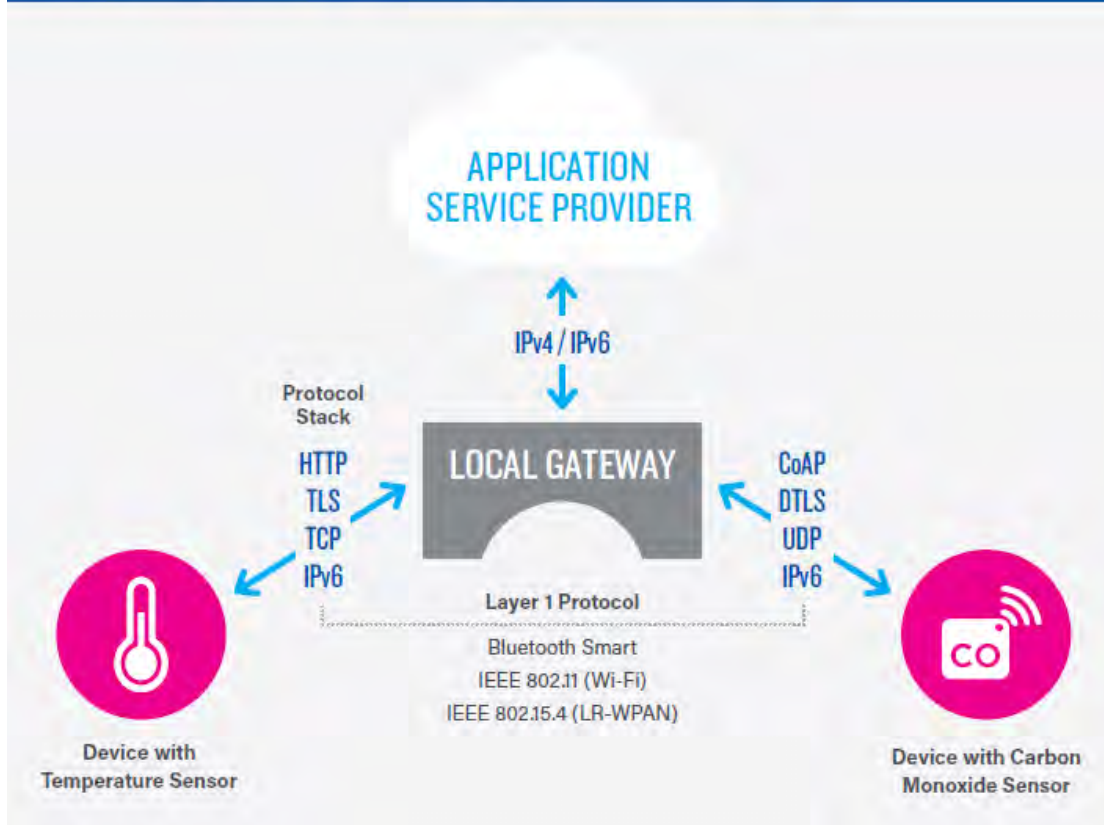 APPLICATION
SERVICE PROVIDER
IPv4 / IPv6
Protocol
Stack
HTTP
TLS
TCP
IPv6
LOCAL GATEWAY
CoAP
DTLS
UDP
IPv6
Layer 1 Protocol
Bluetooth Smart
IEEE 802.11 (Wi-Fi)
IEEE 802.15.4 (LR-WPAN)
Device with
Temperature Sensor
CO
Device with Carbon
Monoxide Sensor